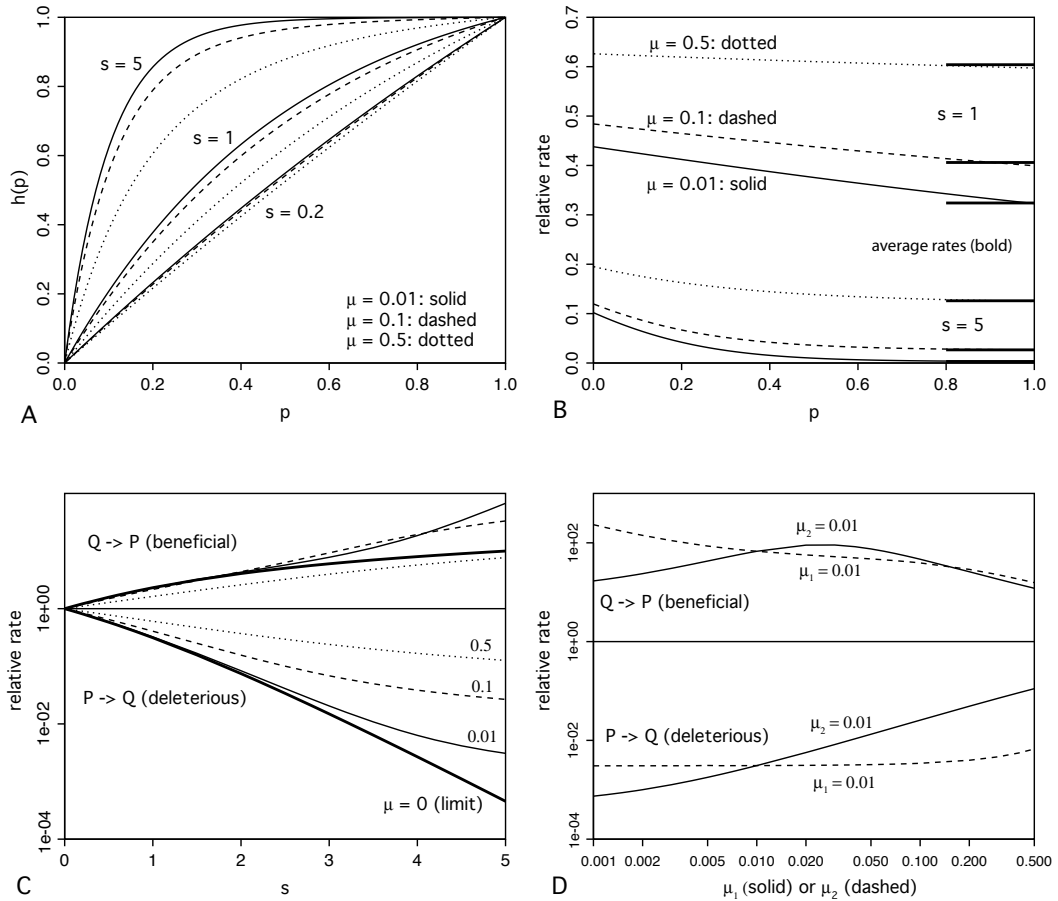 1.0
0.8
0.6
0.4
0.2
0.0
h(p)
s = 5
s = 1
s = 0.2
μ = 0.01: solid
μ = 0.1: dashed
μ = 0.5: dotted
0.0 0.2 0.4 0.6 0.8 1.0
p
A
0.7
0.6
0.5
0.4
0.3
0.2
0.1
0.0
relative rate
μ = 0.5: dotted
s = 1
μ = 0.1: dashed
μ = 0.01: solid
average rates (bold)
s = 5
0.0 0.2 0.4 0.6 0.8 1.0
p
B
1e+00
1e-02
1e-04
relative rate
Q -> P (beneficial)
0.5
0.1
P -> Q (deleterious)
0.01
μ = 0 (limit)
0 1 2 3 4 5
s
C
1e+02
1e+00
1e-02
1e-04
relative rate
μ2 = 0.01
μ1 = 0.01
Q -> P (beneficial)
μ2 = 0.01
P -> Q (deleterious)
μ1 = 0.01
0.001 0.002 0.005 0.010 0.020 0.050 0.100 0.200 0.500
μ1 (solid) or μ2 (dashed)
D